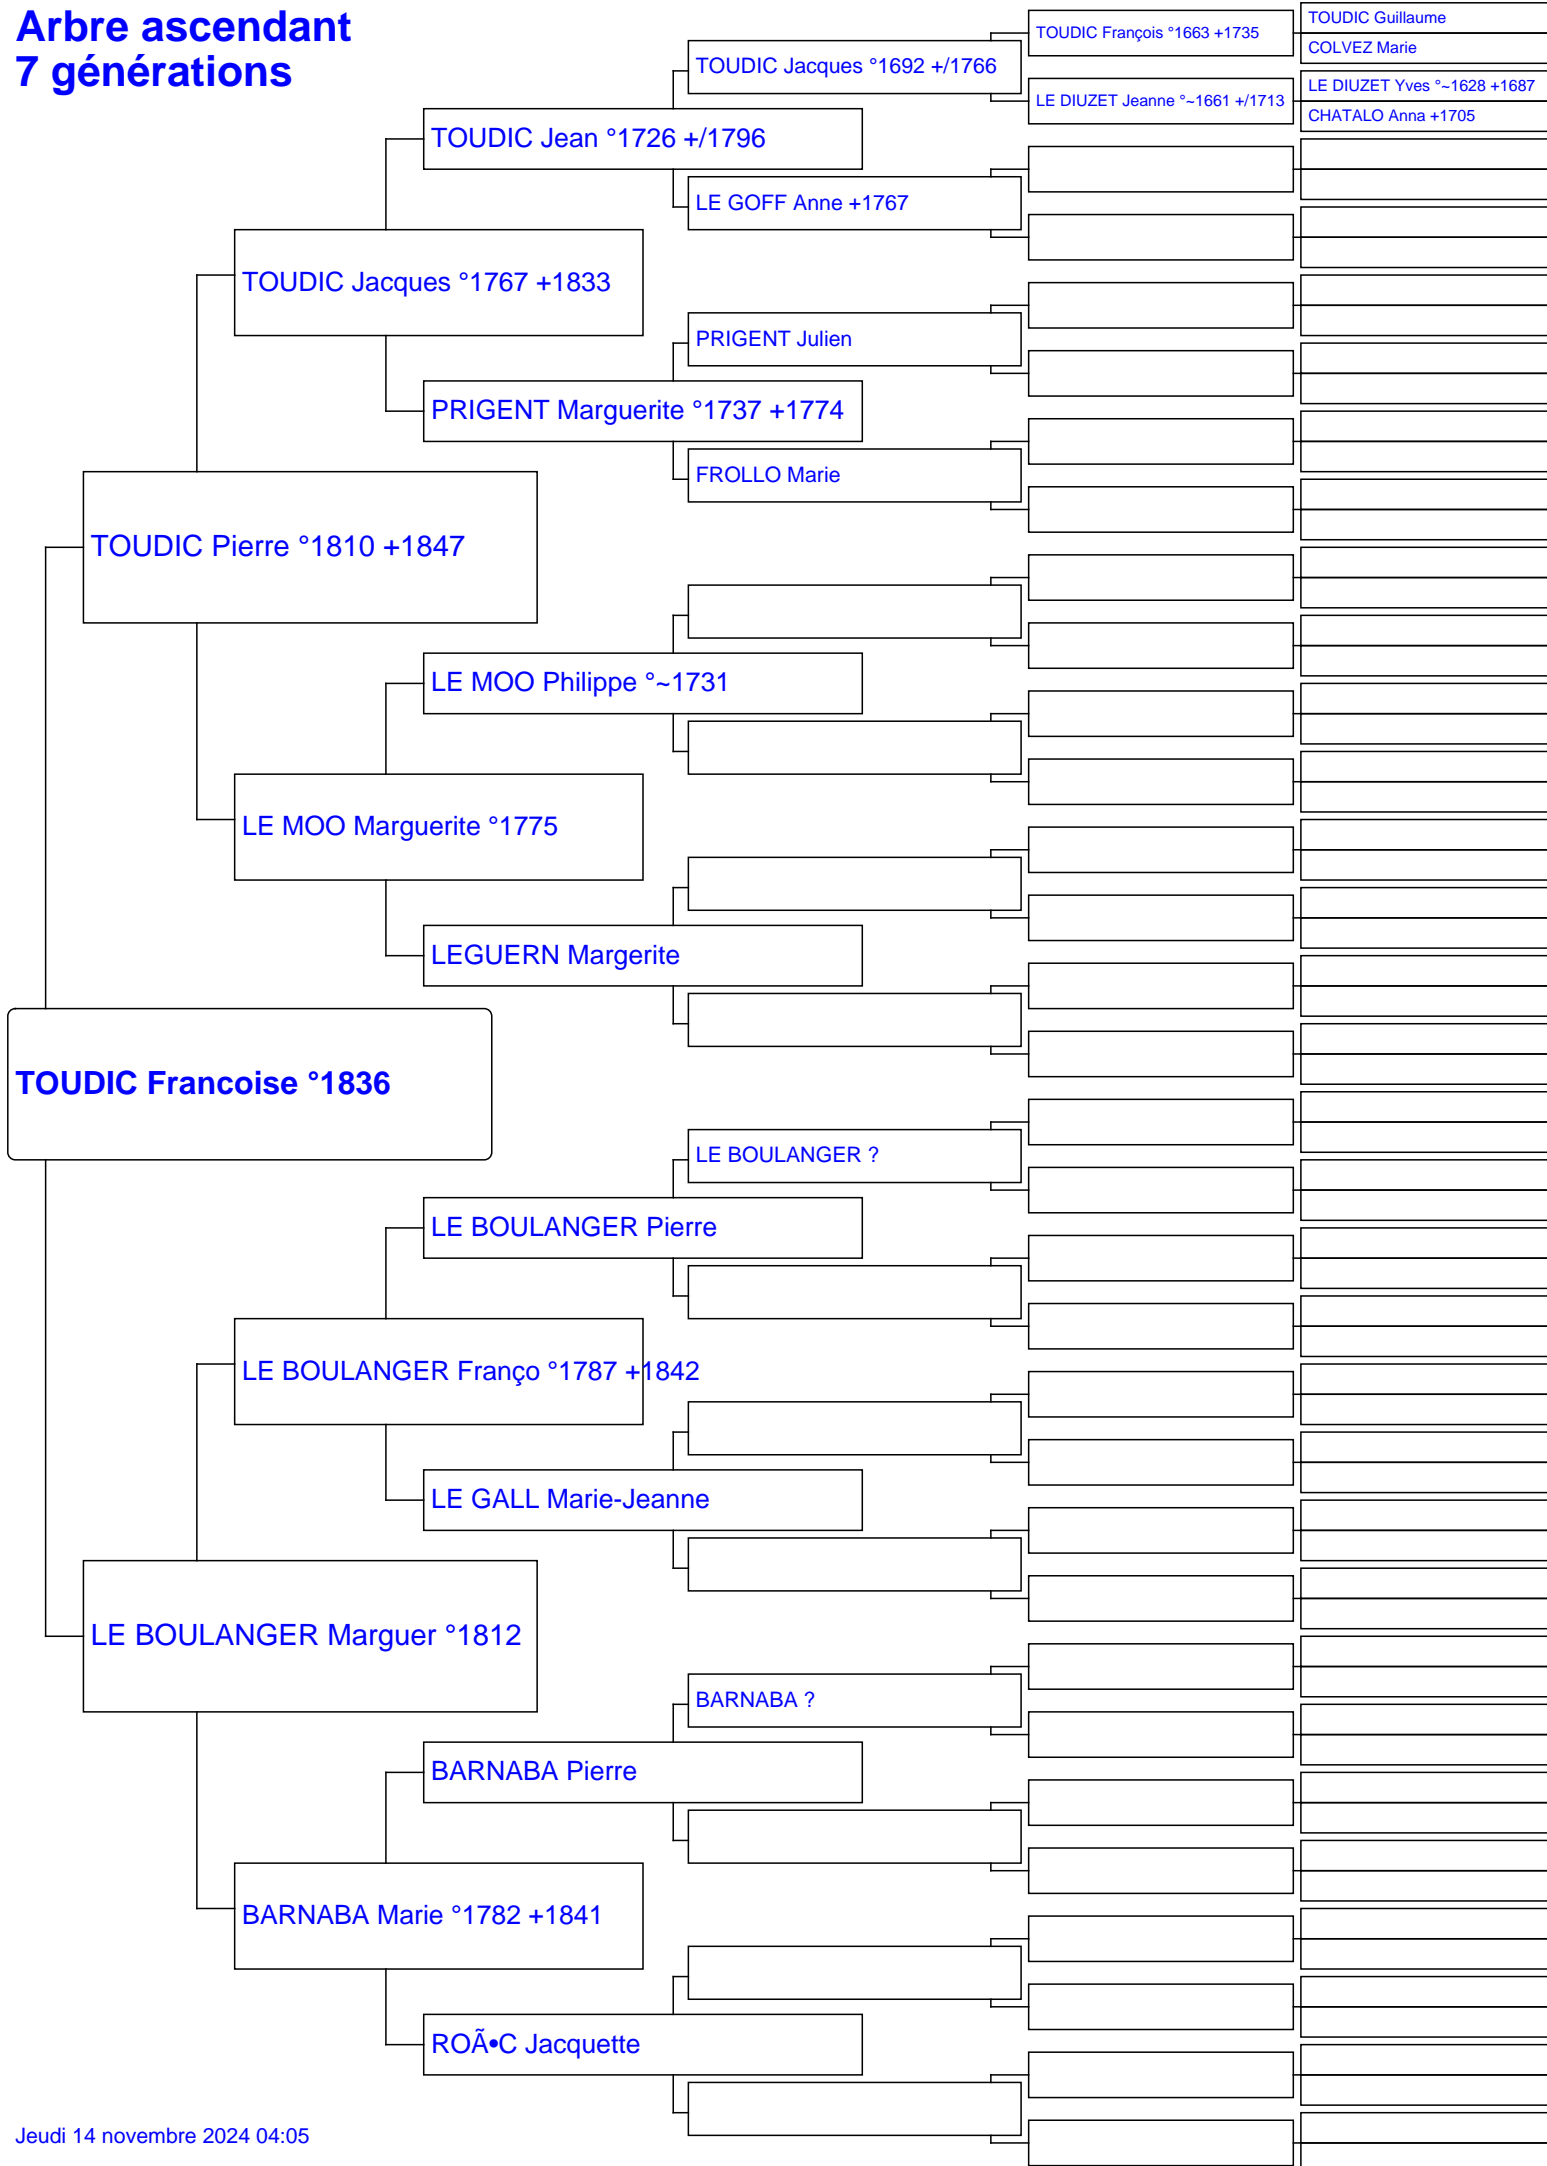 Arbre ascendant
7 générations
TOUDIC Guillaume
TOUDIC François °1663 +1735
COLVEZ Marie
TOUDIC Jacques °1692 +/1766
LE DIUZET Yves °~1628 +1687
LE DIUZET Jeanne °~1661 +/1713
CHATALO Anna +1705
TOUDIC Jean °1726 +/1796
LE GOFF Anne +1767
TOUDIC Jacques °1767 +1833
PRIGENT Julien
PRIGENT Marguerite °1737 +1774
FROLLO Marie
TOUDIC Pierre °1810 +1847
LE MOO Philippe °~1731
LE MOO Marguerite °1775
LEGUERN Margerite
TOUDIC Francoise °1836
LE BOULANGER ?
LE BOULANGER Pierre
LE BOULANGER Franço °1787 +1842
LE GALL Marie-Jeanne
LE BOULANGER Marguer °1812
BARNABA ?
BARNABA Pierre
BARNABA Marie °1782 +1841
ROÃ•C Jacquette
Jeudi 14 novembre 2024 04:05